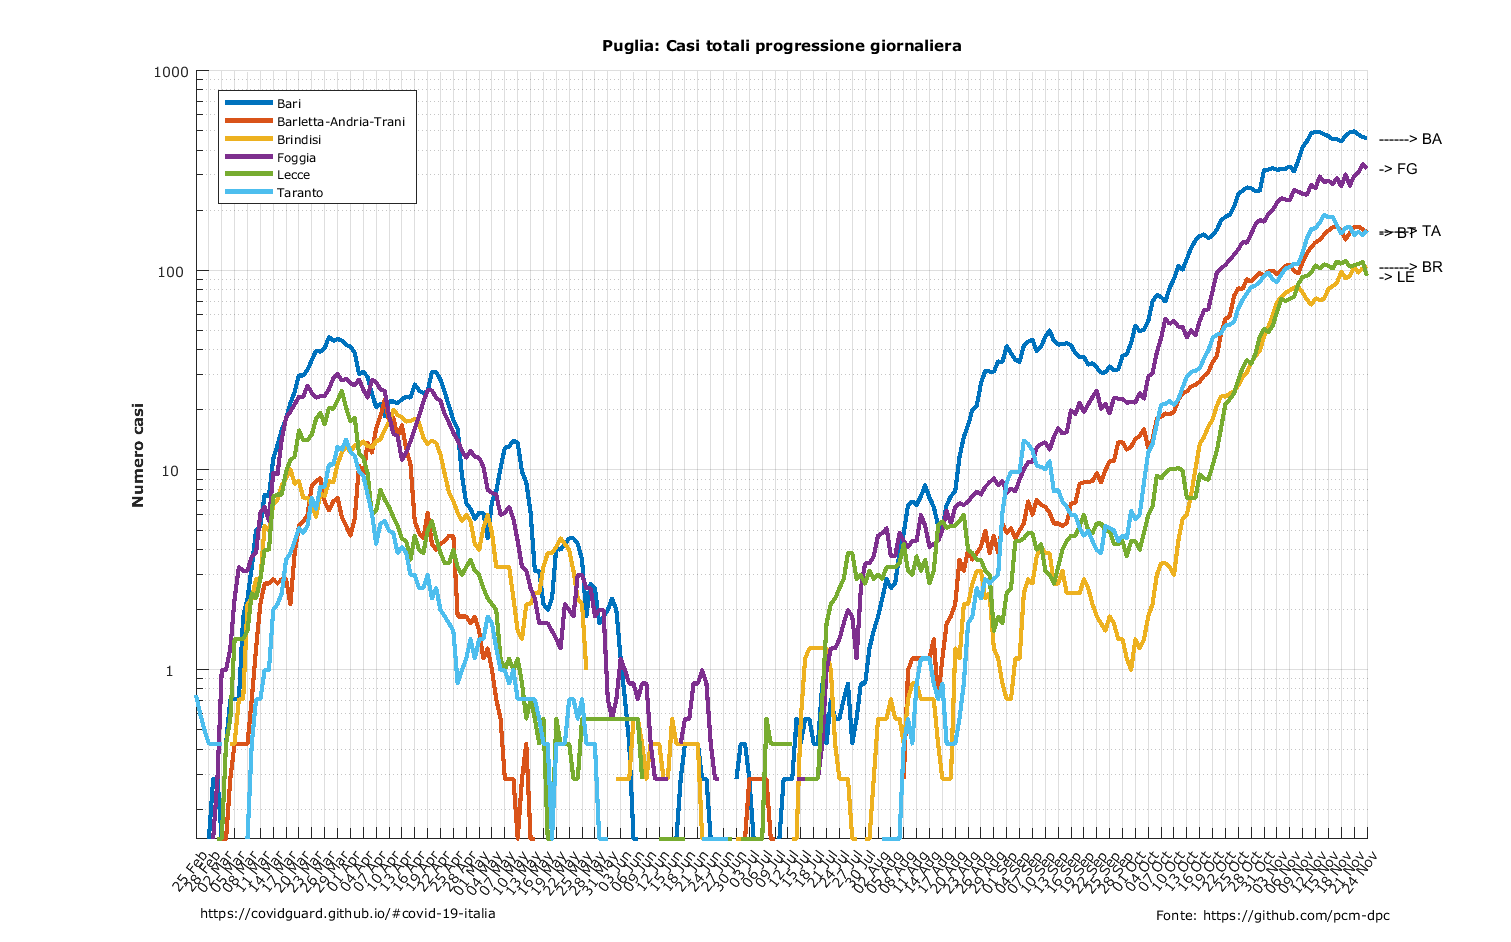 Puglia: Casi totali progressione giornaliera
1000
100
10
1
Numero casi
Bari
Barletta-Andria-Trani
Brindisi
Foggia
Lecce
Taranto
------> BA
-> FG
------> TA
-> BT
------> BR
-> LE
25 Feb
28 Feb
02 Mar
05 Mar
08 Mar
11 Mar
14 Mar
17 Mar
20 Mar
23 Mar
26 Mar
29 Mar
01 Apr
04 Apr
07 Apr
10 Apr
13 Apr
16 Apr
19 Apr
22 Apr
25 Apr
28 Apr
01 May
04 May
07 May
10 May
13 May
16 May
19 May
22 May
25 May
28 May
31 May
03 Jun
06 Jun
09 Jun
12 Jun
15 Jun
18 Jun
21 Jun
24 Jun
27 Jun
30 Jun
03 Jul
06 Jul
09 Jul
12 Jul
15 Jul
18 Jul
21 Jul
24 Jul
27 Jul
30 Jul
02 Aug
05 Aug
08 Aug
11 Aug
14 Aug
17 Aug
20 Aug
23 Aug
26 Aug
29 Aug
01 Sep
04 Sep
07 Sep
10 Sep
13 Sep
16 Sep
19 Sep
22 Sep
25 Sep
28 Sep
01 Oct
04 Oct
07 Oct
10 Oct
13 Oct
16 Oct
19 Oct
22 Oct
25 Oct
28 Oct
31 Oct
03 Nov
06 Nov
09 Nov
12 Nov
15 Nov
18 Nov
21 Nov
24 Nov
https://covidguard.github.io/#covid-19-italia
Fonte: https://github.com/pcm-dpc